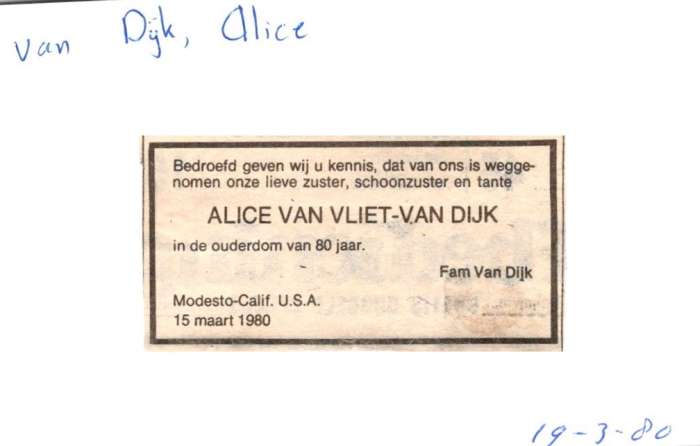 van Dijk, Alice
Bedroefd geven wij u kennis, dat van ons is wegge-
nomen onze lieve zuster, schoonzuster en tante
ALICE VAN VLIET-VAN DIJK
in de ouderdom van 80 jaar.
Fam Van Dijk
Modesto-Calif. U.S.A.
15 maart 1980
19-3-80